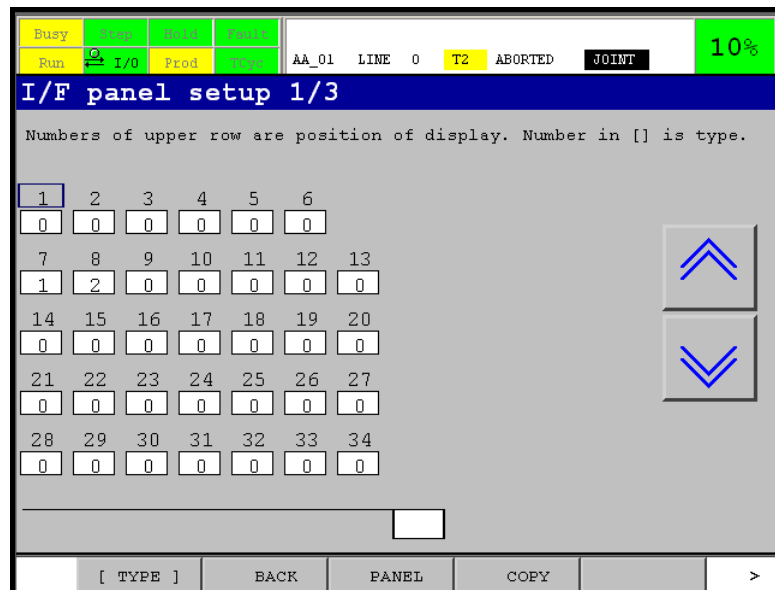 Busy Step Hold Fault
Run I/O Prod TCyc
AA_01 LINE 0 T2 ABORTED JOINT
10%
I/F panel setup 1/3
Numbers of upper row are position of display. Number in [] is type.
1 2 3 4 5 6
0 0 0 0 0 0
7 8 9 10 11 12 13
1 2 0 0 0 0 0
14 15 16 17 18 19 20
0 0 0 0 0 0 0
21 22 23 24 25 26 27
0 0 0 0 0 0 0
28 29 30 31 32 33 34
0 0 0 0 0 0 0
[ TYPE ] BACK PANEL COPY >